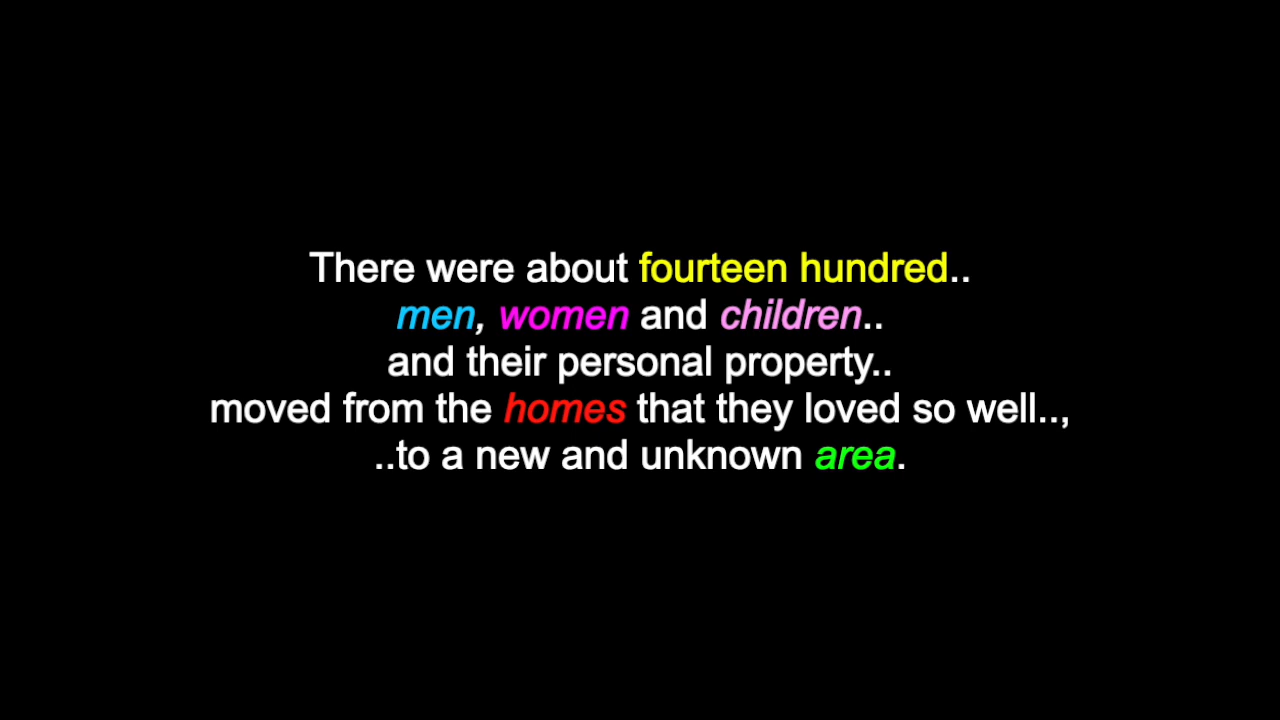 There were about fourteen hundred..
men, women and children..
and their personal property..
moved from the homes that they loved so well..,
..to a new and unknown area.